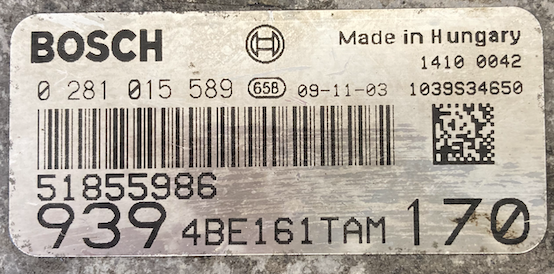 BOSCH Made in Hungary
1410 0042
0 281 015 589 658 09-11-03 1039S34650
51855986
939 4BE161TAM 170